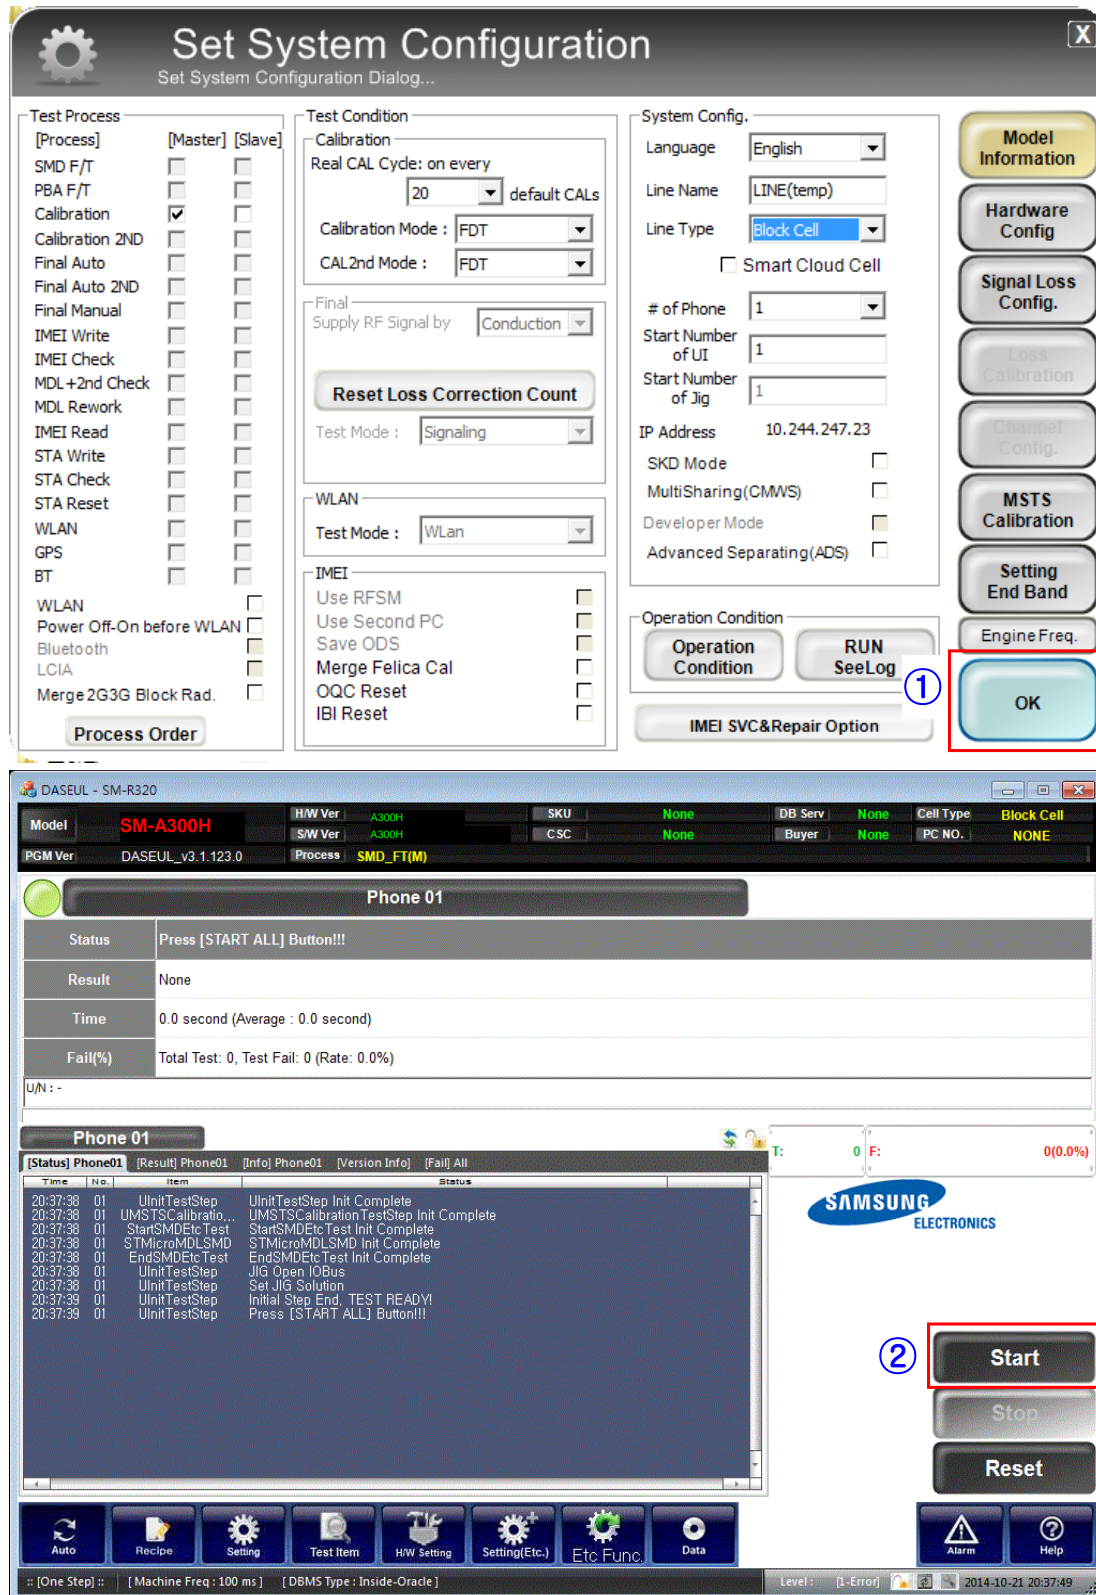 Set System Configuration
Set System Configuration Dialog...
X
Test Process
[Process] [Master] [Slave]
SMD F/T
PBA F/T
Calibration
Calibration 2ND
Final Auto
Final Auto 2ND
Final Manual
IMEI Write
IMEI Check
MDL+2nd Check
MDL Rework
IMEI Read
STA Write
STA Check
STA Reset
WLAN
GPS
BT
WLAN
Power Off-On before WLAN
Bluetooth
LCIA
Merge 2G3G Block Rad.
Process Order
Test Condition
Calibration
Real CAL Cycle: on every
20 default CALs
Calibration Mode : FDT
CAL2nd Mode : FDT
Final
Supply RF Signal by Conduction
Reset Loss Correction Count
Test Mode : Signaling
WLAN
Test Mode : WLan
IMEI
Use RFSM
Use Second PC
Save ODS
Merge Felica Cal
OQC Reset
IBI Reset
System Config.
Language English
Line Name LINE(temp)
Line Type Block Cell
Smart Cloud Cell
# of Phone 1
Start Number
of UI 1
Start Number
of Jig 1
IP Address 10.244.247.23
SKD Mode
MultiSharing(CMWS)
Developer Mode
Advanced Separating(ADS)
Operation Condition
Operation
Condition
RUN
SeeLog
IMEI SVC&Repair Option
Model
Information
Hardware
Config
Signal Loss
Config.
Loss
Calibration
Channel
Config.
MSTS
Calibration
Setting
End Band
Engine Freq.
①
OK
DASEUL - SM-R320
Model SM-A300H H/W Ver A300H SKU None DB Serv None Cell Type Block Cell
S/W Ver A300H CSC None Buyer None PC NO. NONE
PGM Ver DASEUL_v3.1.123.0 Process SMD_FT(M)
Phone 01
Status Press [START ALL] Button!!!
Result None
Time 0.0 second (Average : 0.0 second)
Fail(%) Total Test: 0, Test Fail: 0 (Rate: 0.0%)
U/N : -
Phone 01
T: 0 F: 0(0.0%)
[Status] Phone01 [Result] Phone01 [Info] Phone01 [Version Info] [Fail] All
Time No. Item Status
20:37:38 01 UInitTestStep UInitTestStep Init Complete
20:37:38 01 UMSTSCalibratio... UMSTSCalibrationTestStep Init Complete
20:37:38 01 StartSMDEtcTest StartSMDEtcTest Init Complete
20:37:38 01 STMicroMDLSMD STMicroMDLSMD Init Complete
20:37:38 01 EndSMDEtcTest EndSMDEtcTest Init Complete
20:37:38 01 UInitTestStep JIG Open IOBus
20:37:38 01 UInitTestStep Set JIG Solution
20:37:39 01 UInitTestStep Initial Step End, TEST READY!
20:37:39 01 UInitTestStep Press [START ALL] Button!!!
SAMSUNG
ELECTRONICS
②
Start
Stop
Reset
Auto Recipe Setting Test Item H/W Setting Setting(Etc.) Etc Func. Data Alarm Help
:: [One Step] :: [Machine Freq : 100 ms ] [ DBMS Type : Inside-Oracle ] Level : [1-Error] 2014-10-21 20:37:49